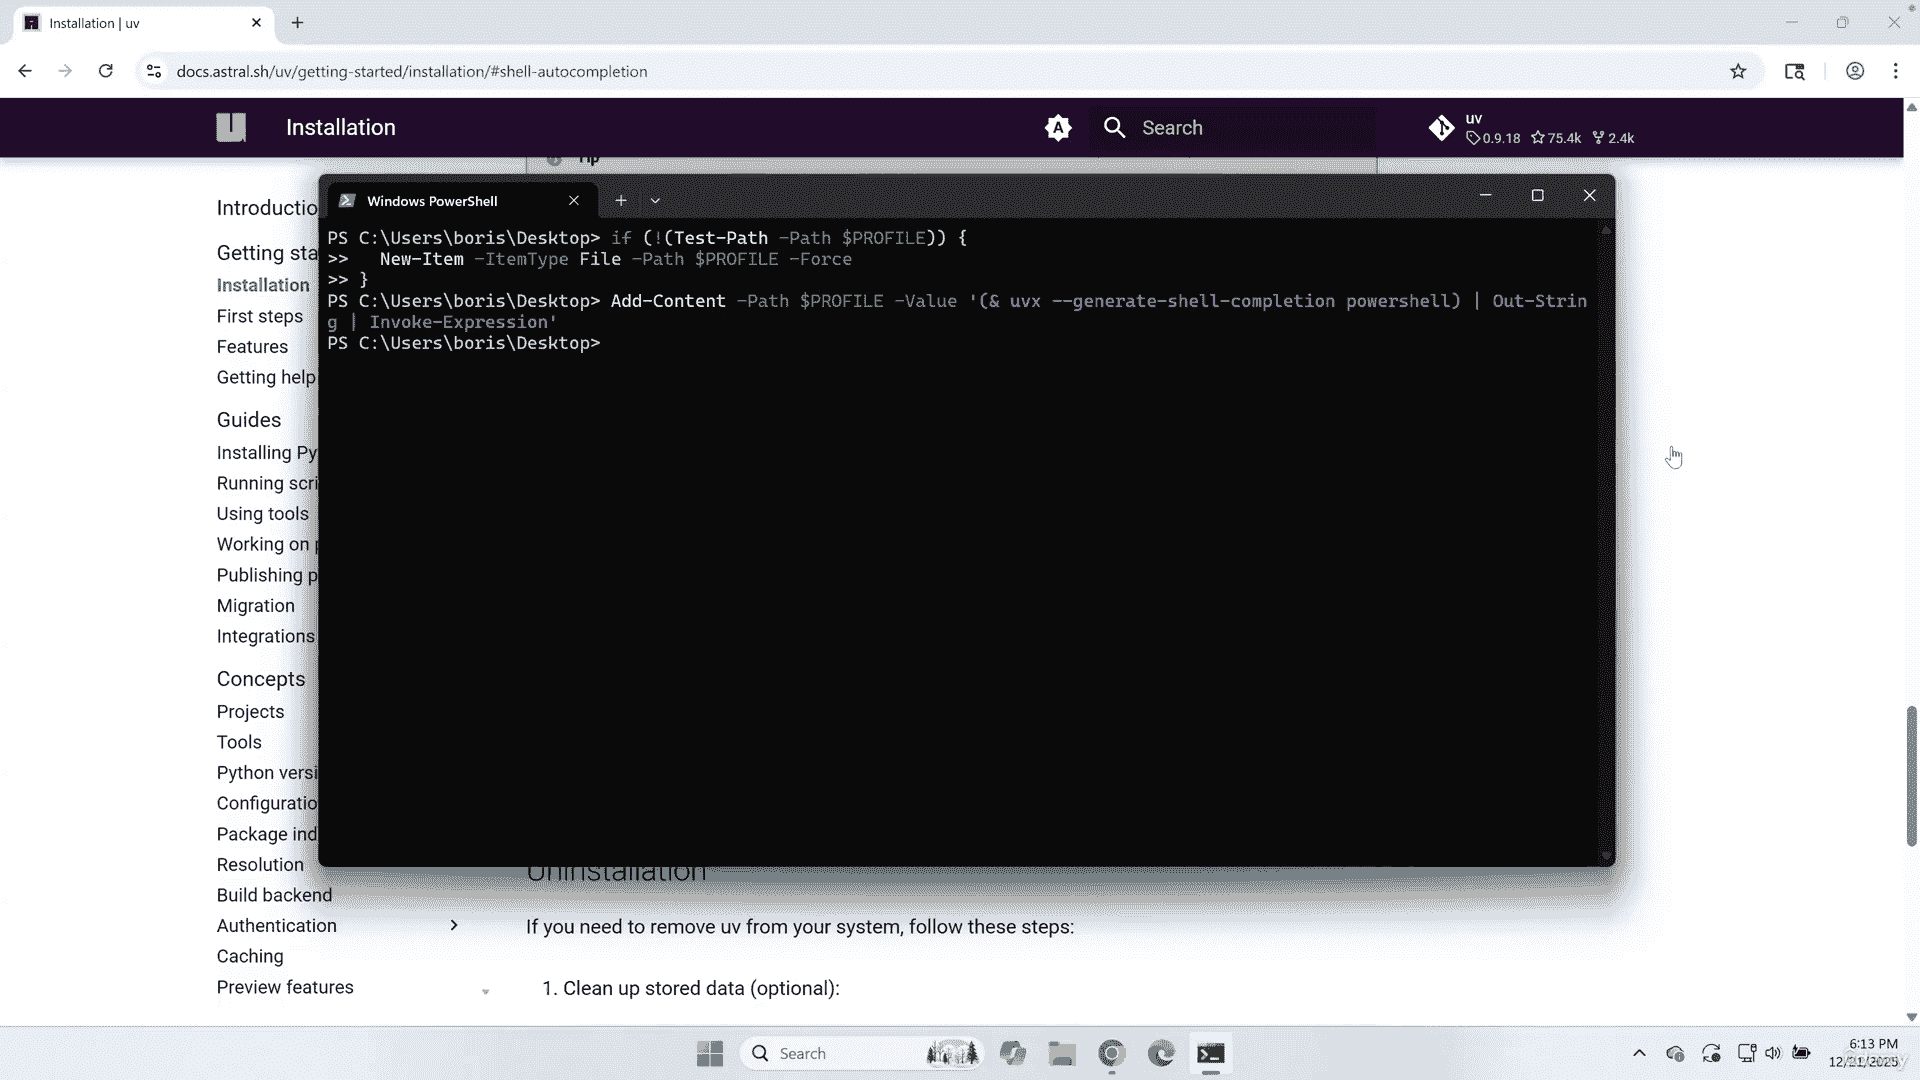 Installation | uv
docs.astral.sh/uv/getting-started/installation/#shell-autocompletion
Installation
A
Search
uv
0.9.18 75.4k 2.4k
Tip
Windows PowerShell
PS C:\Users\boris\Desktop> if (!(Test-Path -Path $PROFILE)) {
>>   New-Item -ItemType File -Path $PROFILE -Force
>> }
PS C:\Users\boris\Desktop> Add-Content -Path $PROFILE -Value '(& uvx --generate-shell-completion powershell) | Out-Strin
g | Invoke-Expression'
PS C:\Users\boris\Desktop>
Introductio
Getting sta
Installation
First steps
Features
Getting help
Guides
Installing Py
Running scri
Using tools
Working on p
Publishing p
Migration
Integrations
Concepts
Projects
Tools
Python versi
Configuratio
Package ind
Resolution
Build backend
Authentication
Caching
Preview features
Uninstallation
If you need to remove uv from your system, follow these steps:
1. Clean up stored data (optional):
Search
6:13 PM
12/21/2025